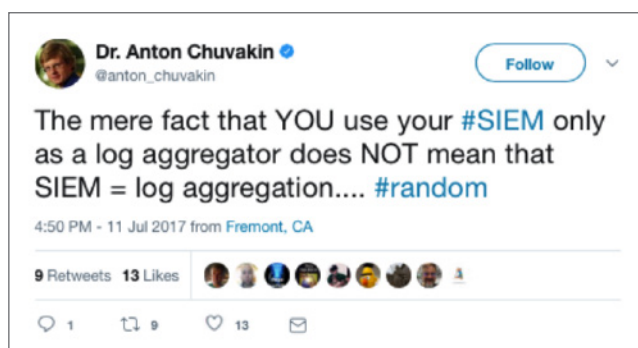 Dr. Anton Chuvakin
@anton_chuvakin
Follow
The mere fact that YOU use your #SIEM only
as a log aggregator does NOT mean that
SIEM = log aggregation.... #random
4:50 PM - 11 Jul 2017 from Fremont, CA
9 Retweets 13 Likes
1 9 13